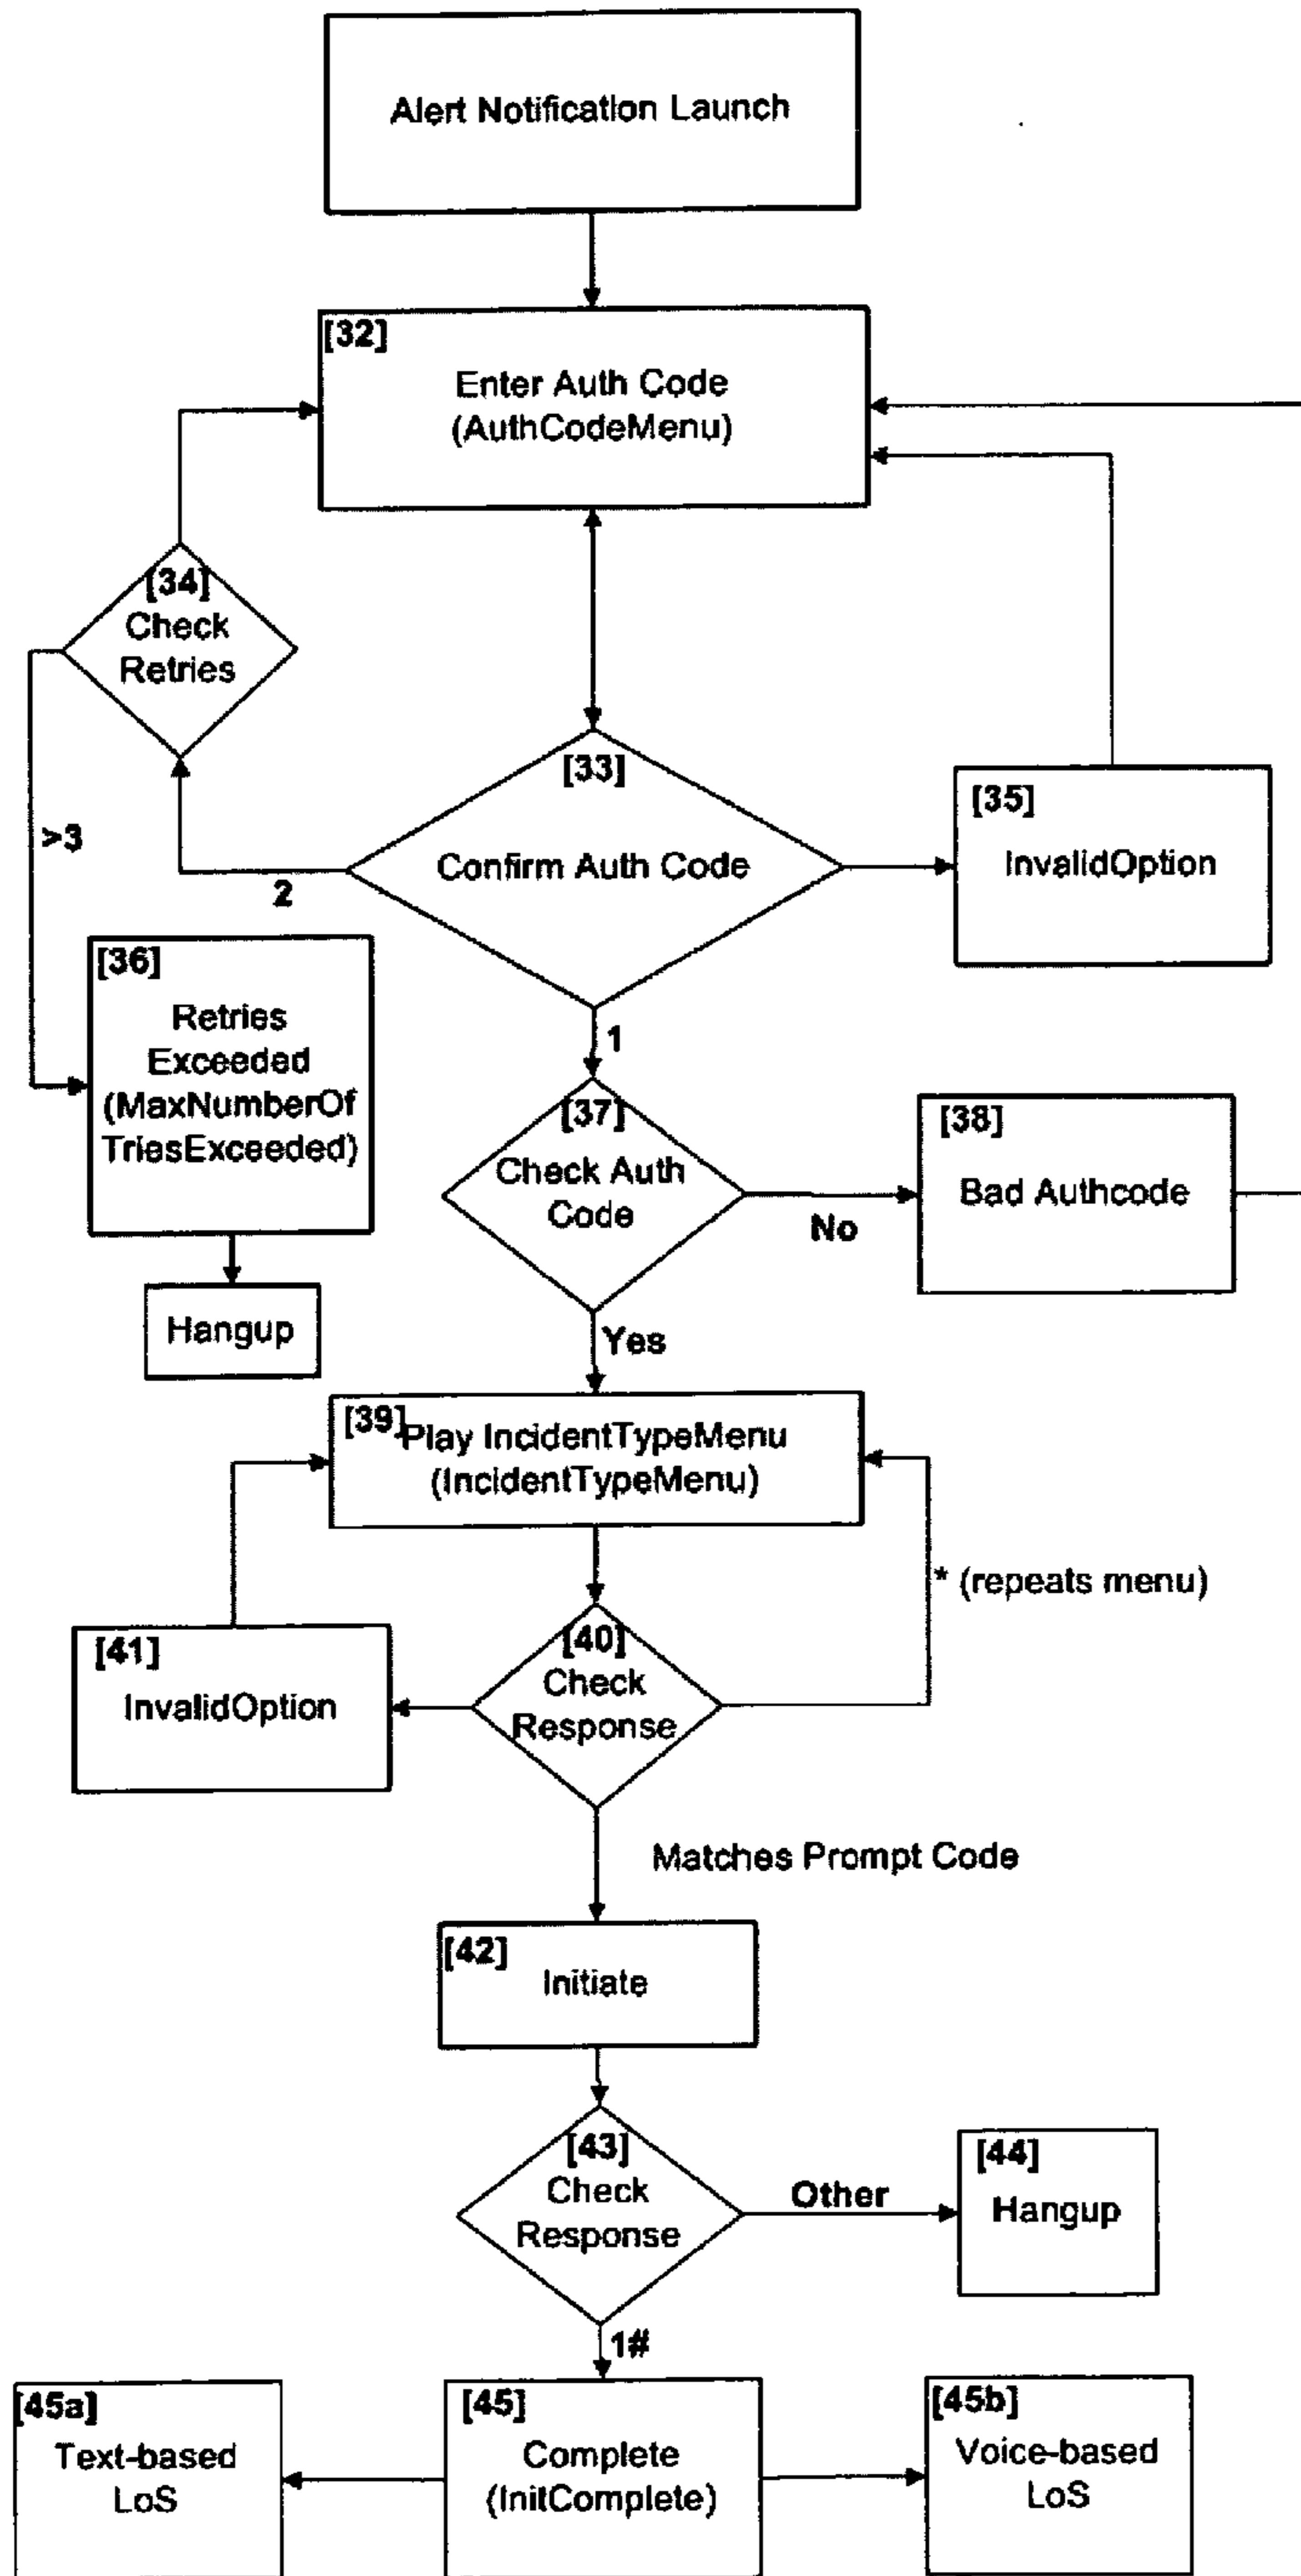 Alert Notification Launch
[32]
Enter Auth Code
(AuthCodeMenu)
[34]
Check
Retries
>3
2
[33]
Confirm Auth Code
[35]
InvalidOption
[36]
Retries
Exceeded
(MaxNumberOf
TriesExceeded)
Hangup
1
[37]
Check Auth
Code
No
[38]
Bad Authcode
Yes
[39]
Play IncidentTypeMenu
(IncidentTypeMenu)
* (repeats menu)
[40]
Check
Response
[41]
InvalidOption
Matches Prompt Code
[42]
Initiate
[43]
Check
Response
Other
[44]
Hangup
1#
[45a]
Text-based
LoS
[45]
Complete
(InitComplete)
[45b]
Voice-based
LoS